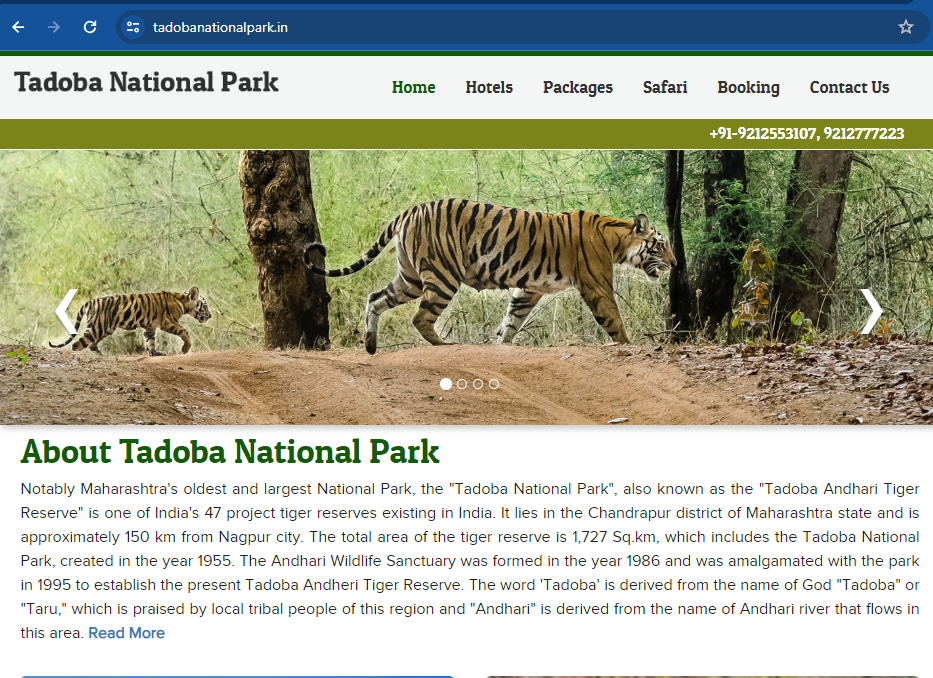 tadobanationalpark.in
Tadoba National Park
Home Hotels Packages Safari Booking Contact Us
+91-9212553107, 9212777223
About Tadoba National Park
Notably Maharashtra's oldest and largest National Park, the "Tadoba National Park", also known as the "Tadoba Andhari Tiger
Reserve" is one of India's 47 project tiger reserves existing in India. It lies in the Chandrapur district of Maharashtra state and is
approximately 150 km from Nagpur city. The total area of the tiger reserve is 1,727 Sq.km, which includes the Tadoba National
Park, created in the year 1955. The Andhari Wildlife Sanctuary was formed in the year 1986 and was amalgamated with the park
in 1995 to establish the present Tadoba Andheri Tiger Reserve. The word 'Tadoba' is derived from the name of God "Tadoba" or
"Taru," which is praised by local tribal people of this region and "Andhari" is derived from the name of Andhari river that flows in
this area. Read More